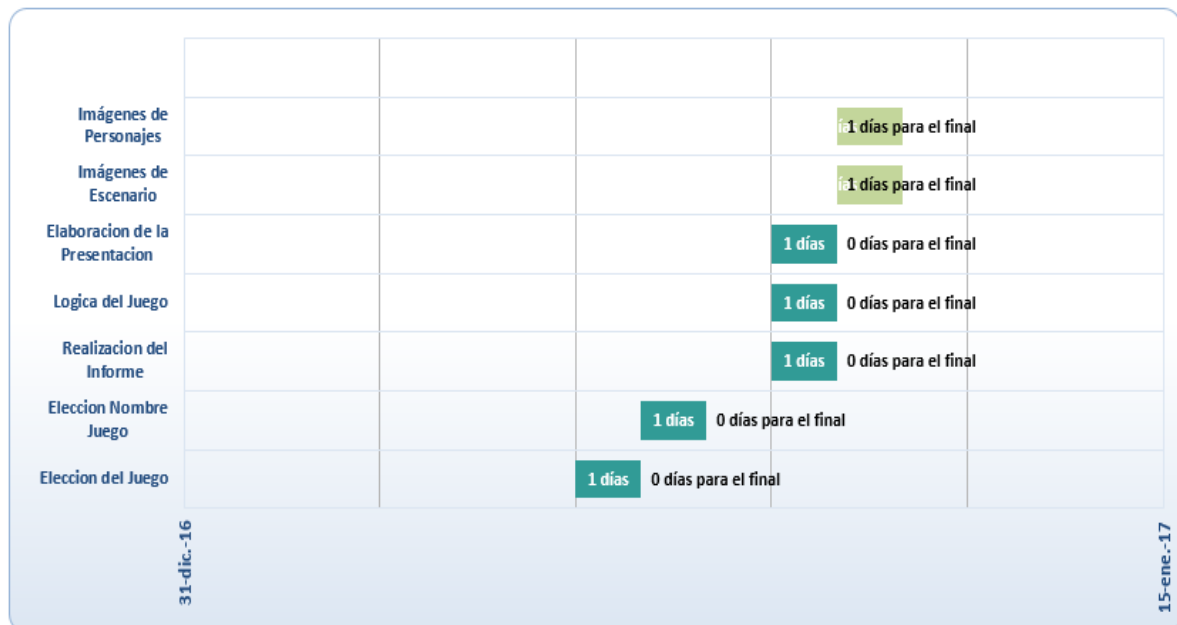 Imágenes de
Personajes
ías
1 días para el final
Imágenes de
Escenario
ías
1 días para el final
Elaboracion de la
Presentacion
1 días
0 días para el final
Logica del Juego
1 días
0 días para el final
Realizacion del
Informe
1 días
0 días para el final
Eleccion Nombre
Juego
1 días
0 días para el final
Eleccion del Juego
1 días
0 días para el final
31-dic.-16
15-ene.-17